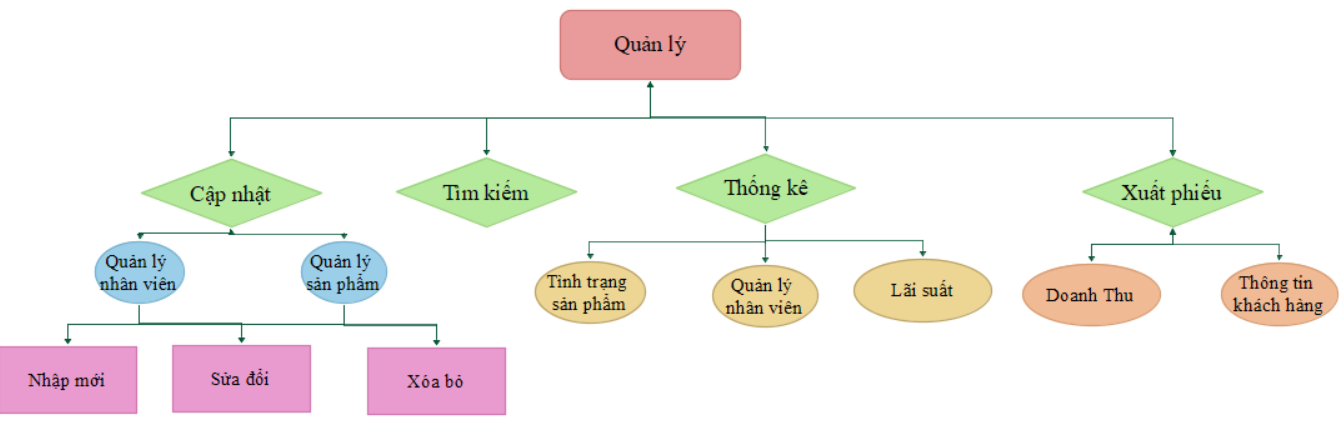 Quản lý
Cập nhật
Tìm kiếm
Thống kê
Xuất phiếu
Quản lý
nhân viên
Quản lý
sản phẩm
Tình trạng
sản phẩm
Quản lý
nhân viên
Lãi suất
Doanh Thu
Thông tin
khách hàng
Nhập mới
Sửa đổi
Xóa bỏ